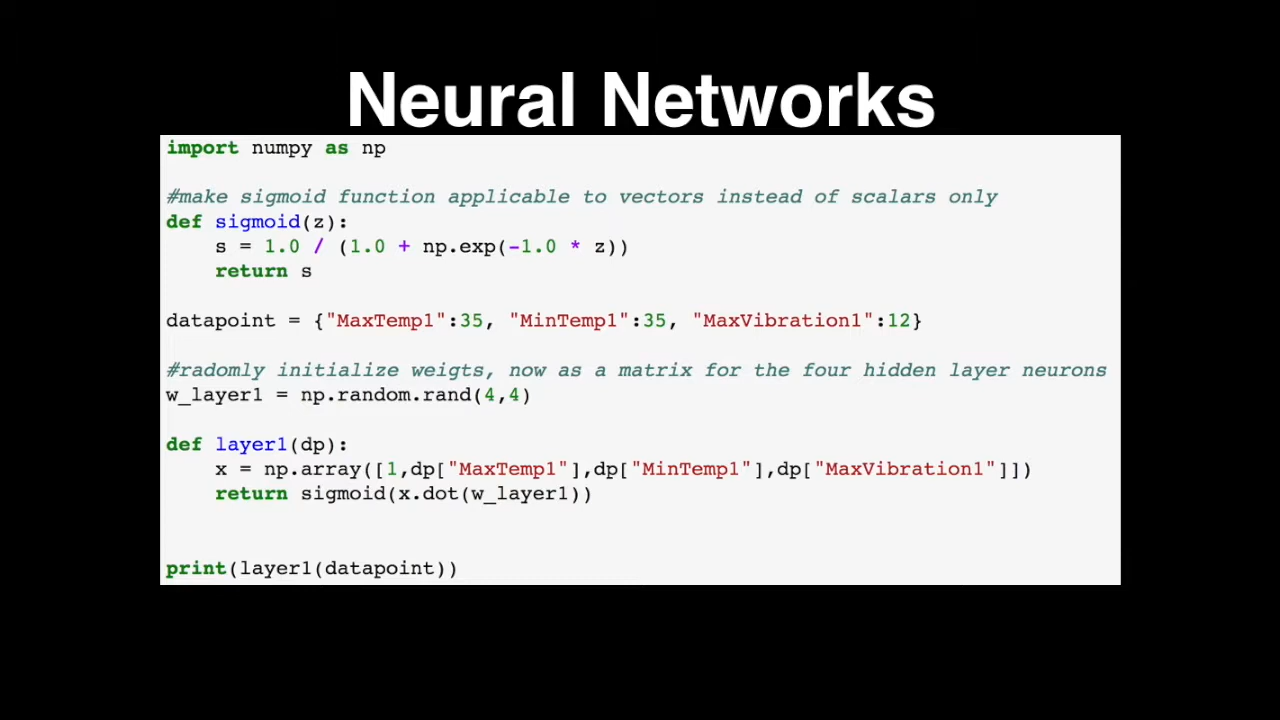 Neural Networks
import numpy as np
#make sigmoid function applicable to vectors instead of scalars only
def sigmoid(z):
    s = 1.0 / (1.0 + np.exp(-1.0 * z))
    return s
datapoint = {"MaxTemp1":35, "MinTemp1":35, "MaxVibration1":12}
#radomly initialize weigts, now as a matrix for the four hidden layer neurons
w_layer1 = np.random.rand(4,4)
def layer1(dp):
    x = np.array([1,dp["MaxTemp1"],dp["MinTemp1"],dp["MaxVibration1"]])
    return sigmoid(x.dot(w_layer1))
print(layer1(datapoint))